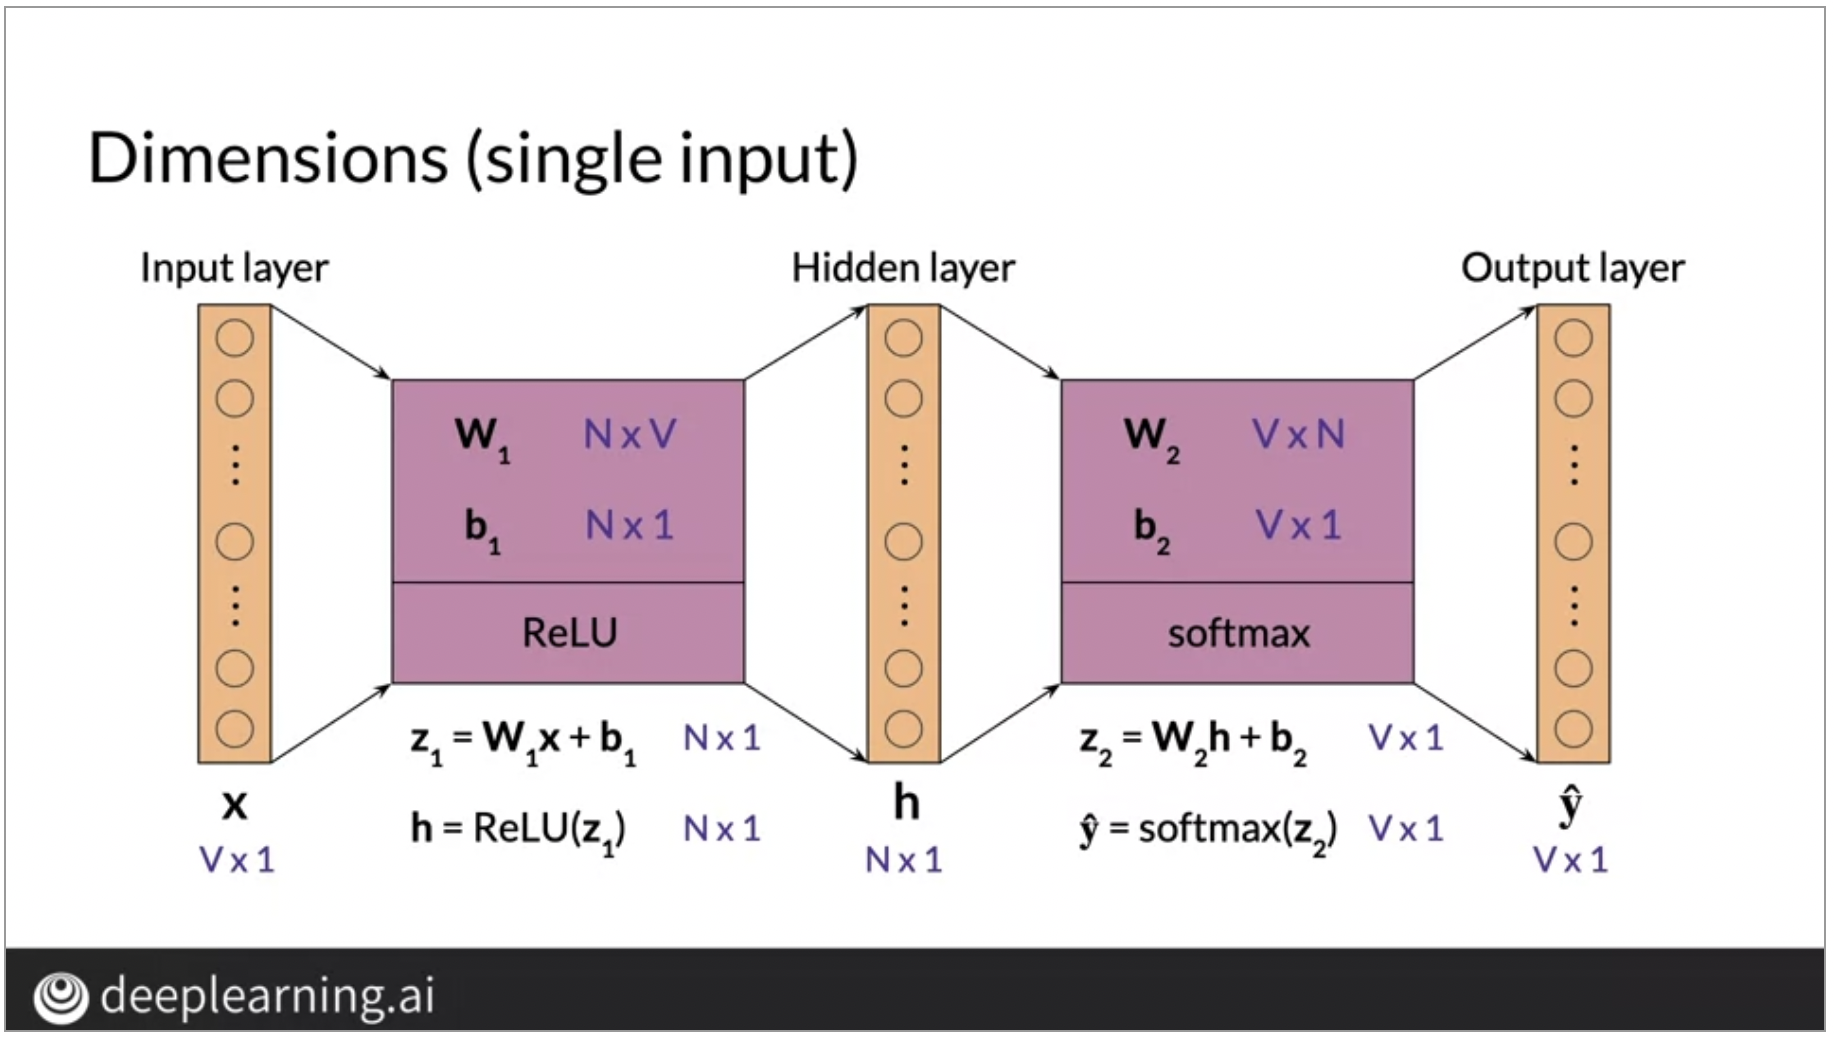 Dimensions (single input)
Input layer
Hidden layer
Output layer
W₁ N x V
W₂ V x N
b₁ N x 1
b₂ V x 1
ReLU
softmax
z₁ = W₁x + b₁ N x 1
z₂ = W₂h + b₂ V x 1
x
h
ŷ
h = ReLU(z₁) N x 1
ŷ = softmax(z₂) V x 1
V x 1
N x 1
V x 1
deeplearning.ai